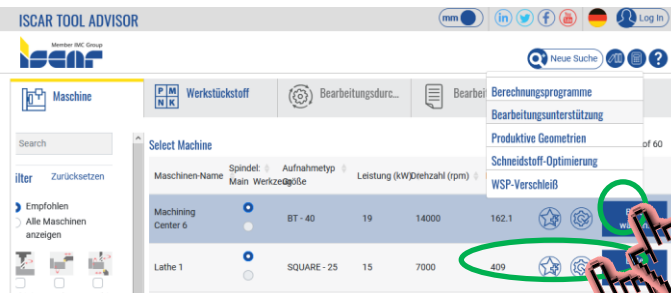 ISCAR TOOL ADVISOR
mm
in
f
Log In
Member IMC Group
iscar
Neue Suche
?
Maschine
P M
N K
Werkstückstoff
Bearbeitungsdurc...
Berechnungsprogramme
Bearbeitungsunterstützung
Produktive Geometrien
Schneidstoff-Optimierung
WSP-Verschleiß
Search
Select Machine
of 60
Zurücksetzen
Maschinen-Name
Spindel:
Main Werkzeug
Aufnahmetyp
Größe
Leistung (kW)
Drehzahl (rpm)
Empfohlen
Alle Maschinen
anzeigen
Machining
Center 6
BT - 40
19
14000
162.1
Lathe 1
SQUARE - 25
15
7000
409